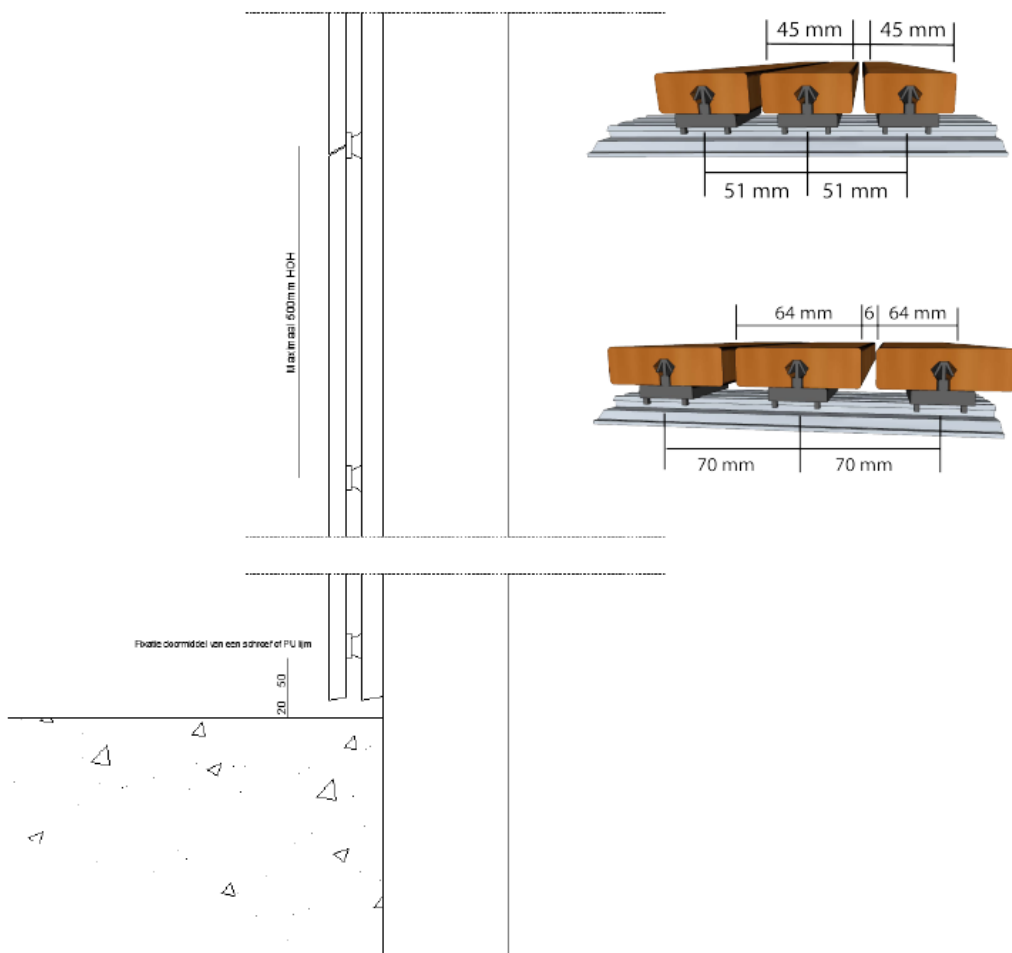 45 mm 45 mm
51 mm 51 mm
Maximaal 500mm HOH
64 mm 6 64 mm
70 mm 70 mm
Fixatie doormiddel van een schroef of PU lijm
20 50